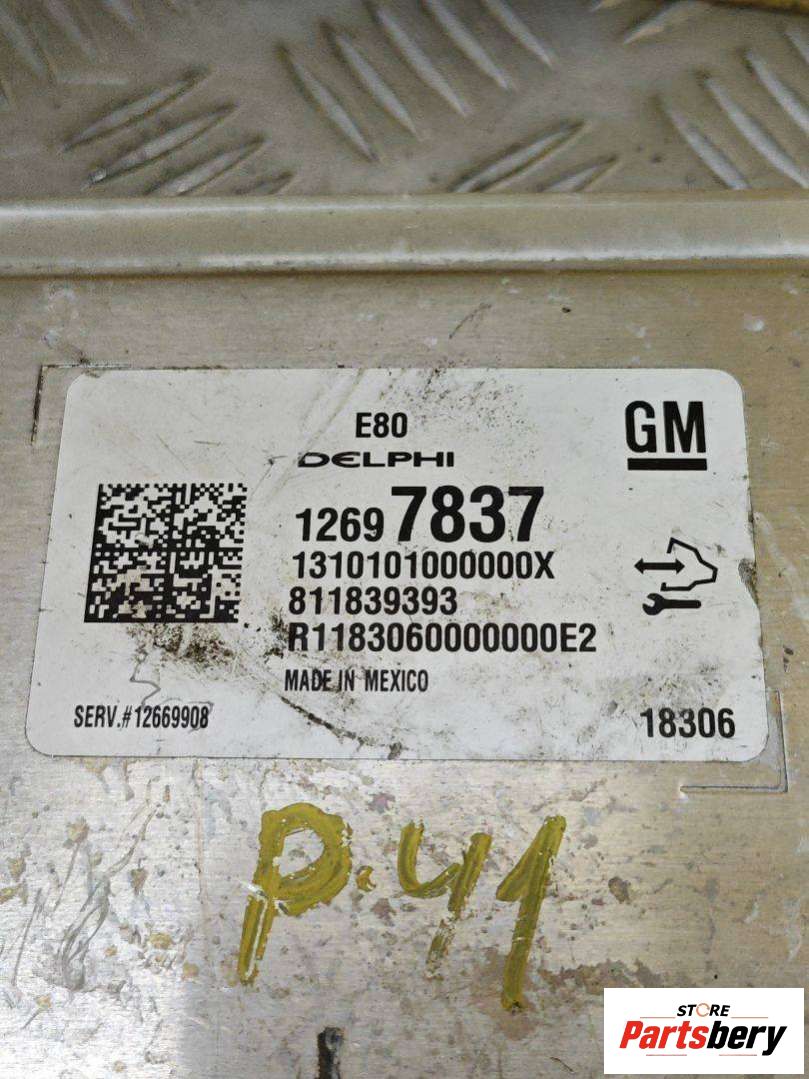 E80
GM
DELPHI
12697837
1310101000000X
811839393
R1183060000000E2
MADE IN MEXICO
SERV.#12669908
18306
P.41
STORE
Partsbery